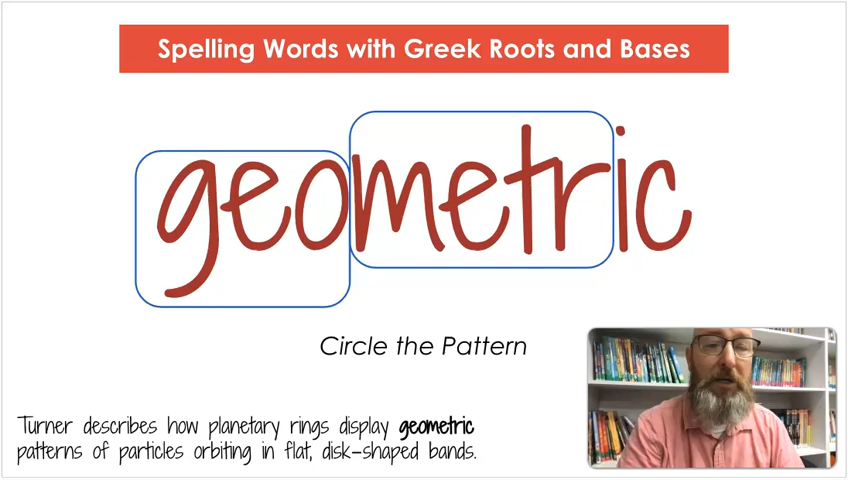 Spelling Words with Greek Roots and Bases
geometric
Circle the Pattern
Turner describes how planetary rings display geometric
patterns of particles orbiting in flat, disk-shaped bands.